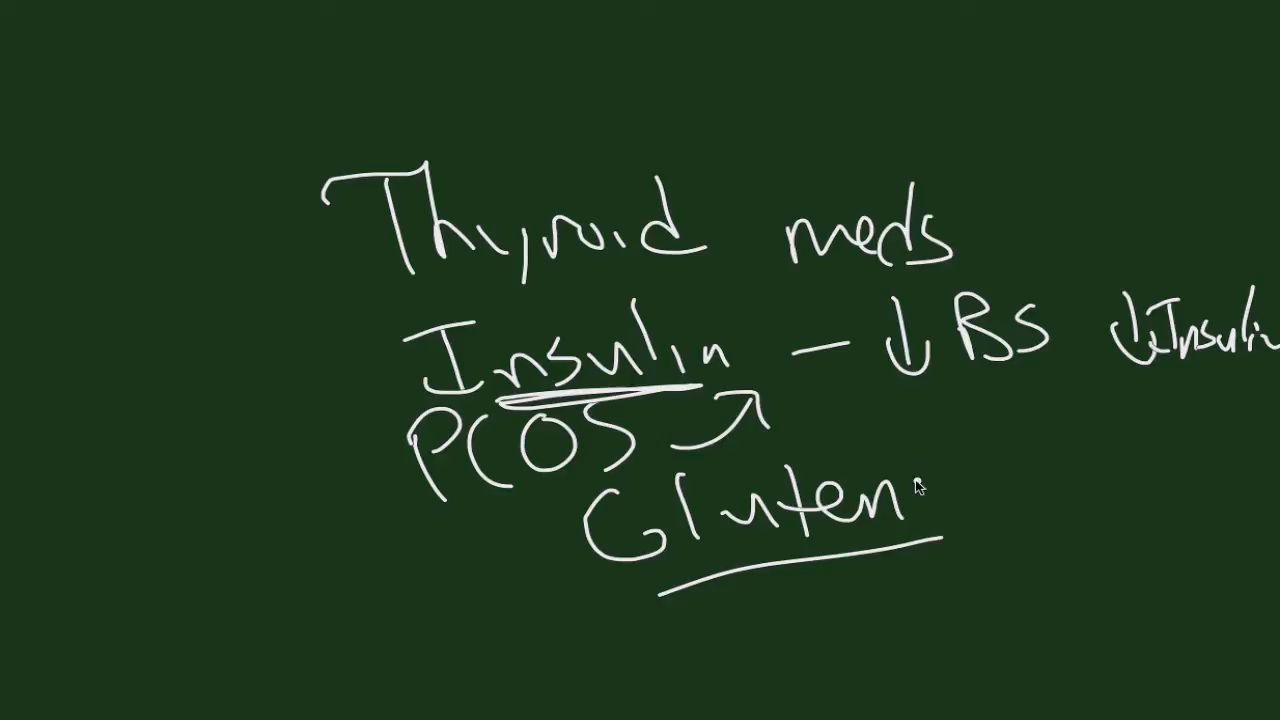 Thyroid meds
Insulin – ↓ BS ↓ Insulin
PCOS ↗
Gluten